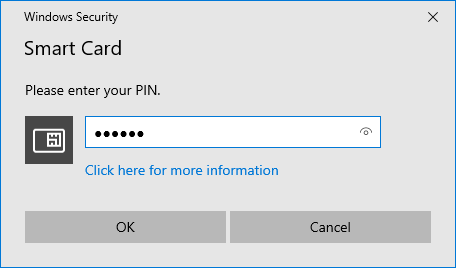 Windows Security
Smart Card
Please enter your PIN.
••••••
Click here for more information
OK
Cancel